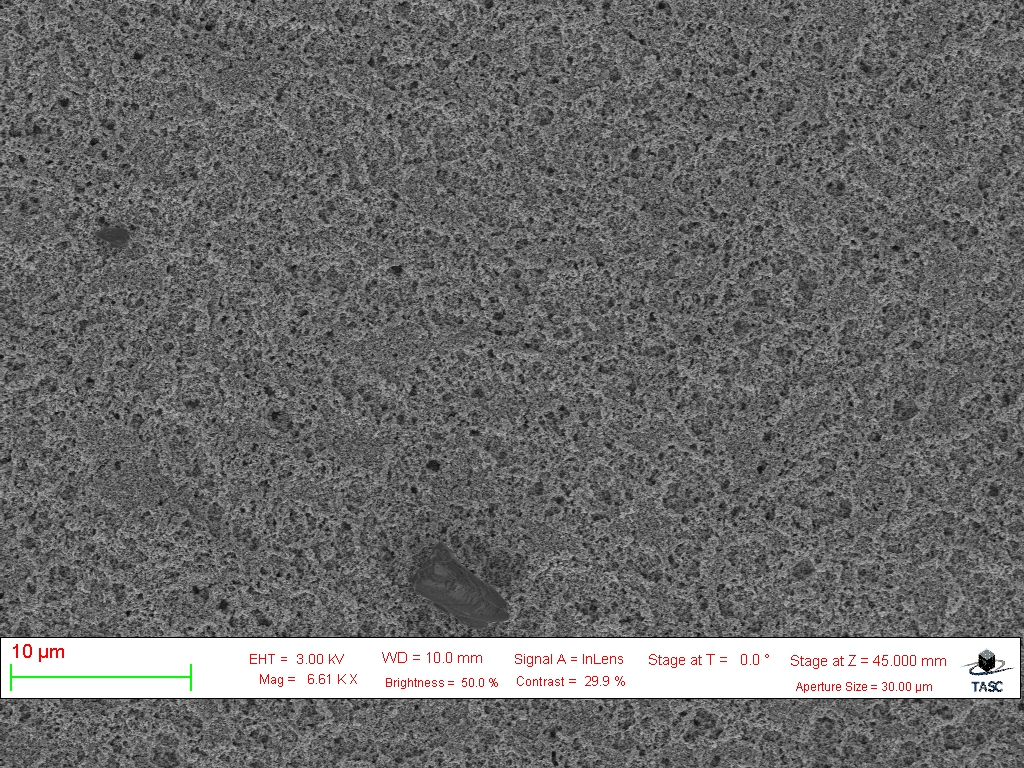 10 µm
EHT = 3.00 kV WD = 10.0 mm Signal A = InLens Stage at T = 0.0 ° Stage at Z = 45.000 mm
Mag = 6.61 K X Brightness = 50.0 % Contrast = 29.9 % Aperture Size = 30.00 µm
TASC